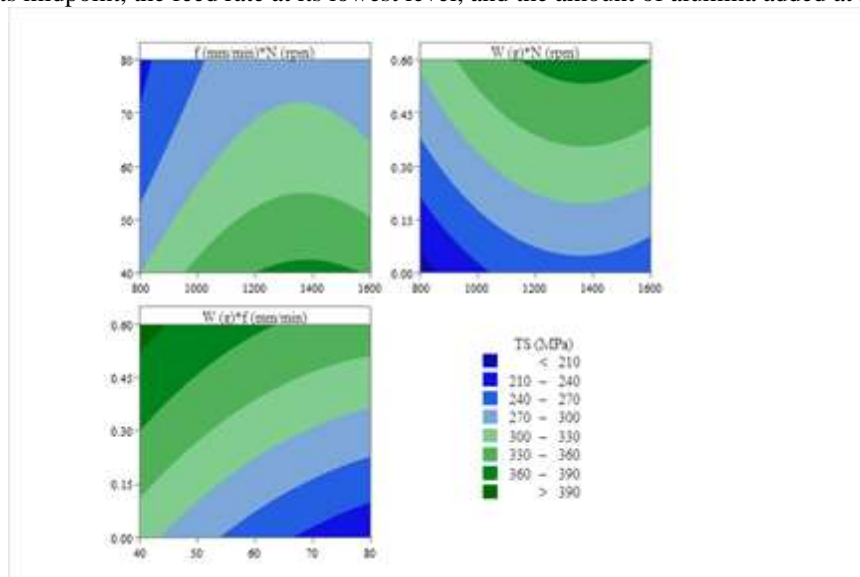 its midpoint, the feed rate at its lowest level, and the amount of alumina added at
f (mm/min)*N (rpm)
80
70
60
50
40
800 1000 1200 1400 1600
W (g)*N (rpm)
0.60
0.45
0.30
0.15
0.00
800 1000 1200 1400 1600
W (g)*f (mm/min)
0.60
0.45
0.30
0.15
0.00
40 50 60 70 80
TS (MPa)
< 210
210 – 240
240 – 270
270 – 300
300 – 330
330 – 360
360 – 390
> 390